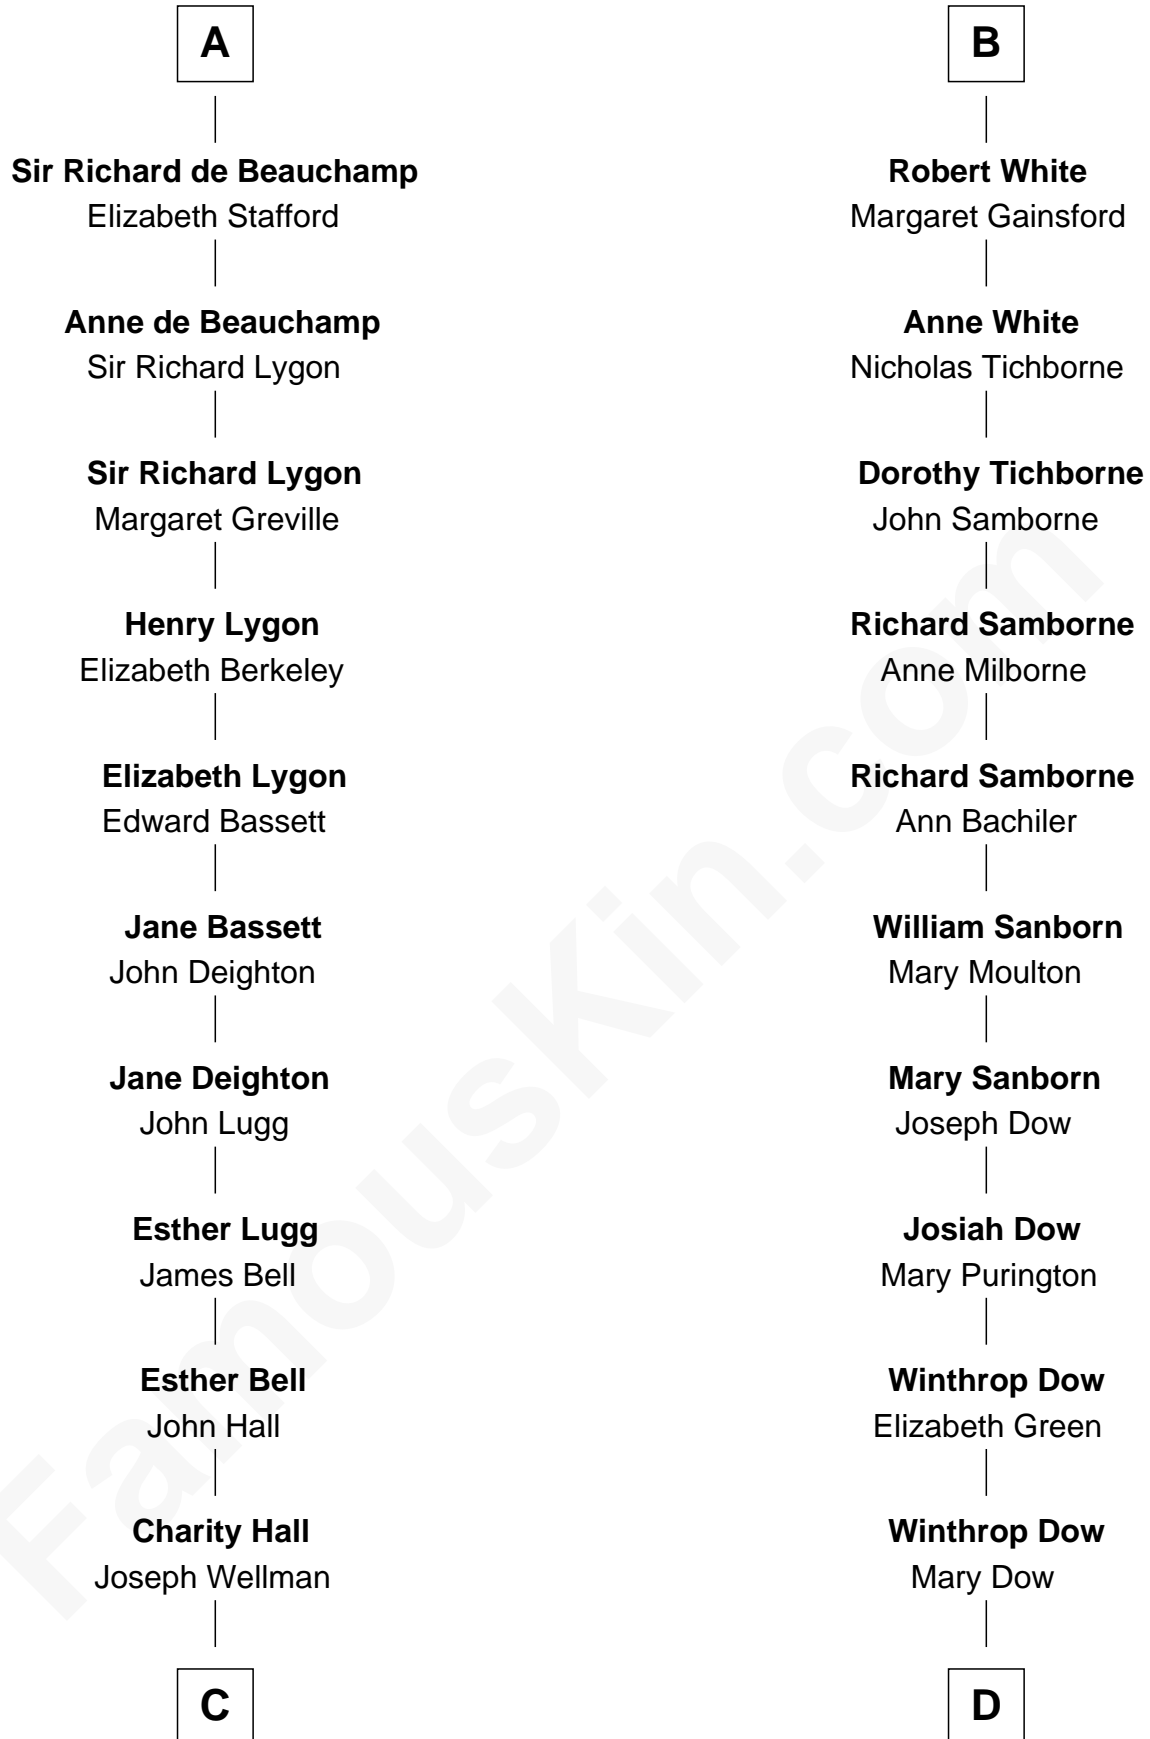 A
Sir Richard de Beauchamp
Elizabeth Stafford
Anne de Beauchamp
Sir Richard Lygon
Sir Richard Lygon
Margaret Greville
Henry Lygon
Elizabeth Berkeley
Elizabeth Lygon
Edward Bassett
Jane Bassett
John Deighton
Jane Deighton
John Lugg
Esther Lugg
James Bell
Esther Bell
John Hall
Charity Hall
Joseph Wellman
C
B
Robert White
Margaret Gainsford
Anne White
Nicholas Tichborne
Dorothy Tichborne
John Samborne
Richard Samborne
Anne Milborne
Richard Samborne
Ann Bachiler
William Sanborn
Mary Moulton
Mary Sanborn
Joseph Dow
Josiah Dow
Mary Purington
Winthrop Dow
Elizabeth Green
Winthrop Dow
Mary Dow
D
FamousKin.com